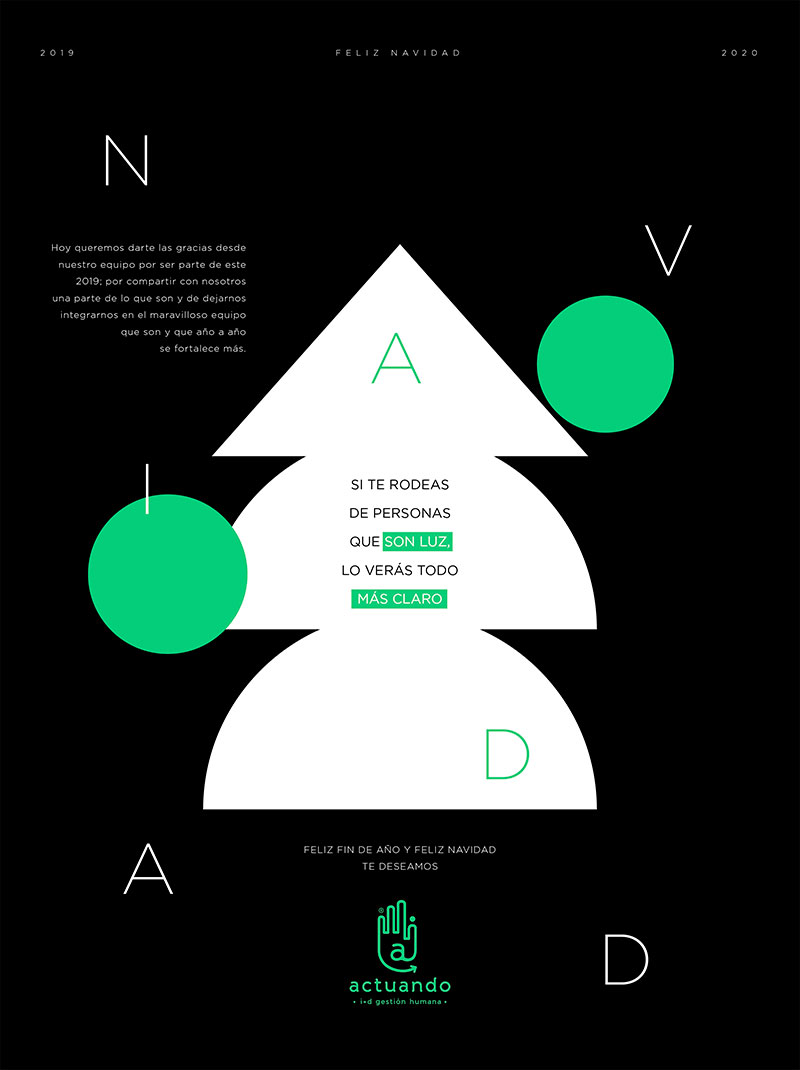 2019
FELIZ NAVIDAD
2020
N
V
Hoy queremos darte las gracias desde
nuestro equipo por ser parte de este
2019; por compartir con nosotros
una parte de lo que son y de dejarnos
integrarnos en el maravilloso equipo
que son y que año a año
se fortalece más.
A
I
SI TE RODEAS
DE PERSONAS
QUE SON LUZ,
LO VERÁS TODO
MÁS CLARO
D
FELIZ FIN DE AÑO Y FELIZ NAVIDAD
TE DESEAMOS
A
D
®
a
actuando
• i+d gestión humana •